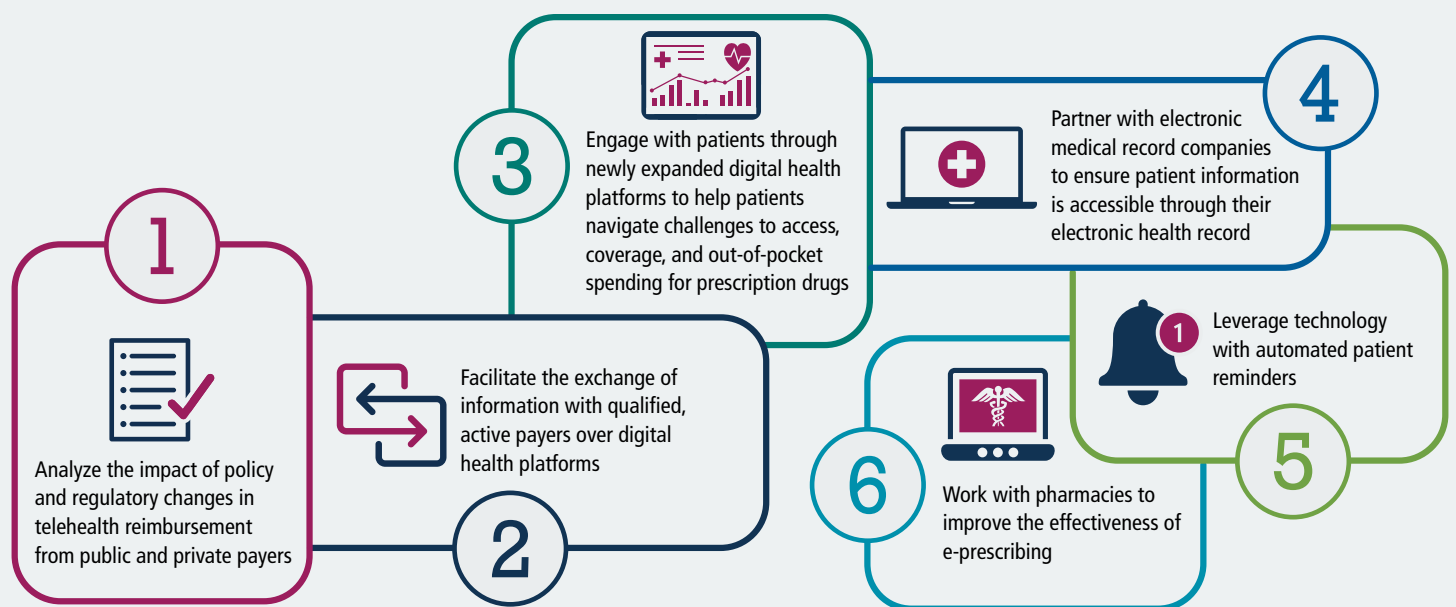 1
Analyze the impact of policy
and regulatory changes in
telehealth reimbursement
from public and private payers
2
Facilitate the exchange of
information with qualified,
active payers over digital
health platforms
3
Engage with patients through
newly expanded digital health
platforms to help patients
navigate challenges to access,
coverage, and out-of-pocket
spending for prescription drugs
4
Partner with electronic
medical record companies
to ensure patient information
is accessible through their
electronic health record
5
1
Leverage technology
with automated patient
reminders
6
Work with pharmacies to
improve the effectiveness of
e-prescribing